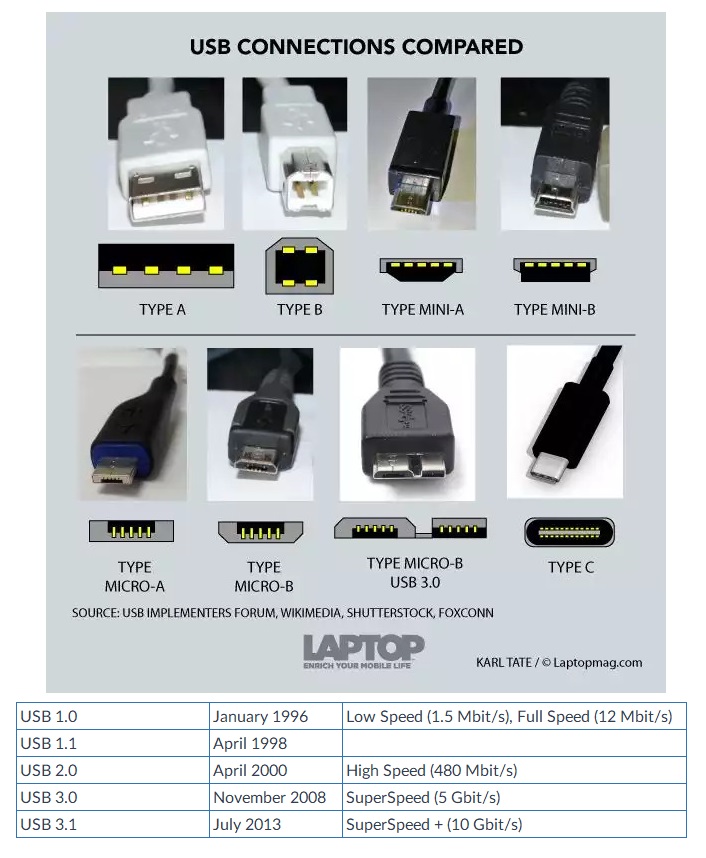 USB CONNECTIONS COMPARED
TYPE A
TYPE B
TYPE MINI-A
TYPE MINI-B
TYPE
MICRO-A
TYPE
MICRO-B
TYPE MICRO-B
USB 3.0
TYPE C
SOURCE: USB IMPLEMENTERS FORUM, WIKIMEDIA, SHUTTERSTOCK, FOXCONN
LAPTOP
ENRICH YOUR MOBILE LIFE
KARL TATE / © Laptopmag.com
USB 1.0 January 1996 Low Speed (1.5 Mbit/s), Full Speed (12 Mbit/s)
USB 1.1 April 1998
USB 2.0 April 2000 High Speed (480 Mbit/s)
USB 3.0 November 2008 SuperSpeed (5 Gbit/s)
USB 3.1 July 2013 SuperSpeed + (10 Gbit/s)